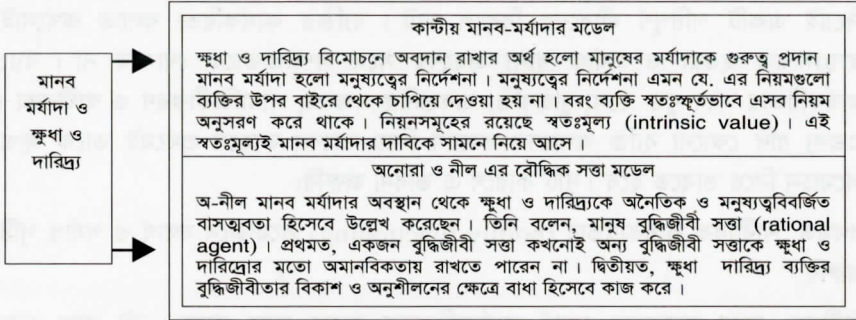 কান্টীয় মানব-মর্যাদার মডেল
ক্ষুধা ও দারিদ্র্য বিমোচনে অবদান রাখার অর্থ হলো মানুষের মর্যাদাকে গুরুত্ব প্রদান।
মানব মর্যাদা হলো মনুষ্যত্বের নির্দেশনা। মনুষ্যত্বের নির্দেশনা এমন যে. এর নিয়মগুলো
ব্যক্তির উপর বাইরে থেকে চাপিয়ে দেওয়া হয় না। বরং ব্যক্তি স্বতঃস্ফূর্তভাবে এসব নিয়ম
অনুসরণ করে থাকে। নিয়নসমূহের রয়েছে স্বতঃমূল্য (intrinsic value)। এই
স্বতঃমূল্যই মানব মর্যাদার দাবিকে সামনে নিয়ে আসে।
মানব
মর্যাদা ও
ক্ষুধা ও
দারিদ্র্য
অনোরা ও নীল এর বৌদ্ধিক সত্তা মডেল
অ-নীল মানব মর্যাদার অবস্থান থেকে ক্ষুধা ও দারিদ্র্যকে অনৈতিক ও মনুষ্যত্ববিবর্জিত
বাসত্মবতা হিসেবে উল্লেখ করেছেন। তিনি বলেন, মানুষ বুদ্ধিজীবী সত্তা (rational
agent)। প্রথমত, একজন বুদ্ধিজীবী সত্তা কখনোই অন্য বুদ্ধিজীবী সত্তাকে ক্ষুধা ও
দারিদ্রোর মতো অমানবিকতায় রাখতে পারেন না। দ্বিতীয়ত, ক্ষুধা দারিদ্র্য ব্যক্তির
বুদ্ধিজীবীতার বিকাশ ও অনুশীলনের ক্ষেত্রে বাধা হিসেবে কাজ করে।